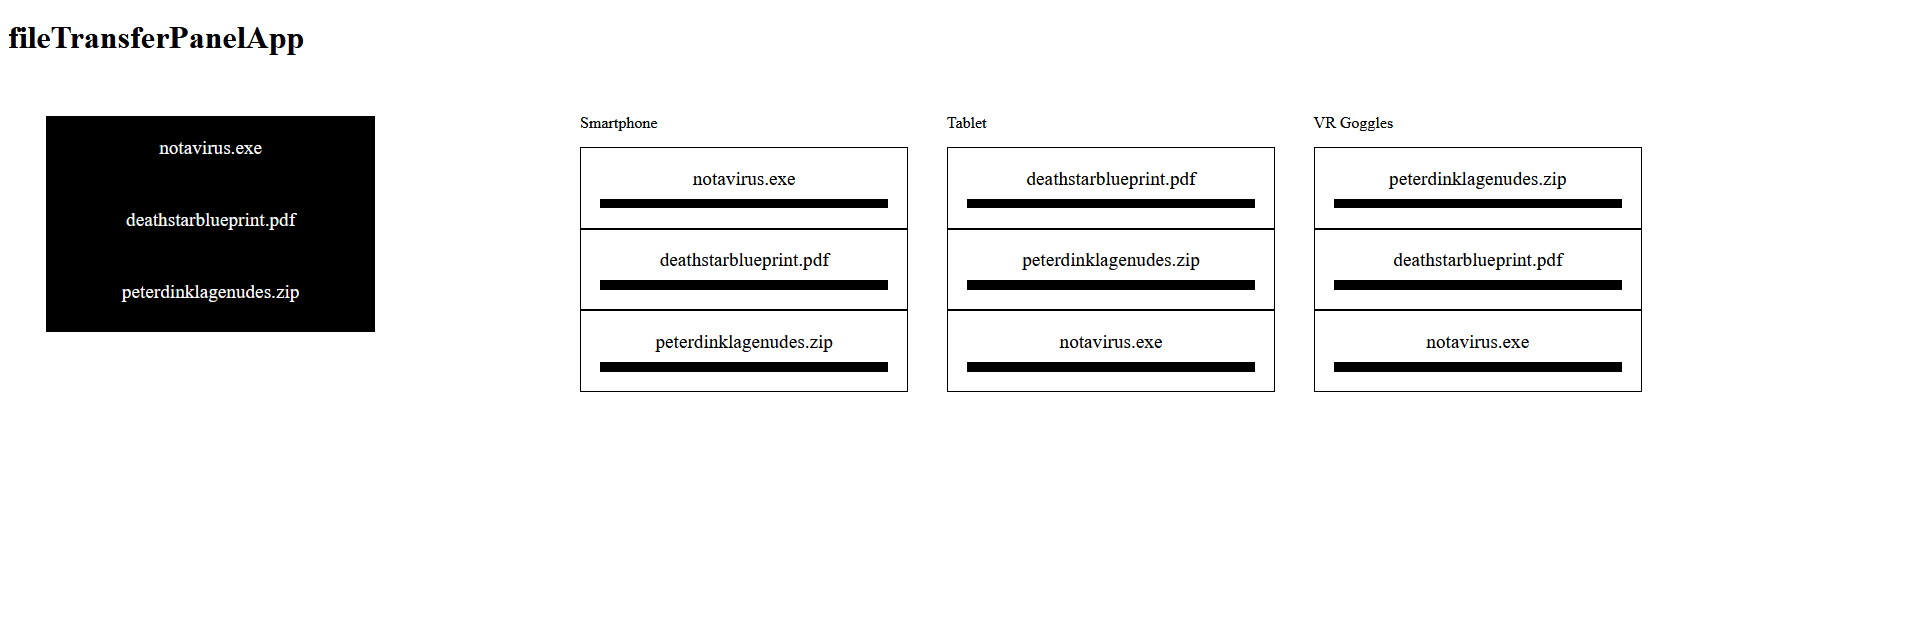 fileTransferPanelApp
notavirus.exe
deathstarblueprint.pdf
peterdinklagenudes.zip
Smartphone
notavirus.exe
deathstarblueprint.pdf
peterdinklagenudes.zip
Tablet
deathstarblueprint.pdf
peterdinklagenudes.zip
notavirus.exe
VR Goggles
peterdinklagenudes.zip
deathstarblueprint.pdf
notavirus.exe